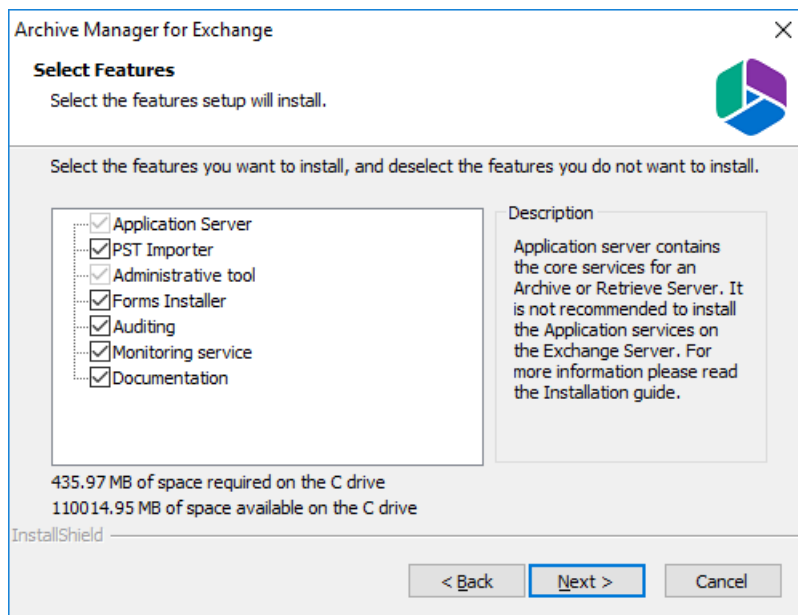 Archive Manager for Exchange
Select Features
Select the features setup will install.
Select the features you want to install, and deselect the features you do not want to install.
Application Server
PST Importer
Administrative tool
Forms Installer
Auditing
Monitoring service
Documentation
Description
Application server contains
the core services for an
Archive or Retrieve Server. It
is not recommended to install
the Application services on
the Exchange Server. For
more information please read
the Installation guide.
435.97 MB of space required on the C drive
110014.95 MB of space available on the C drive
InstallShield
< Back
Next >
Cancel